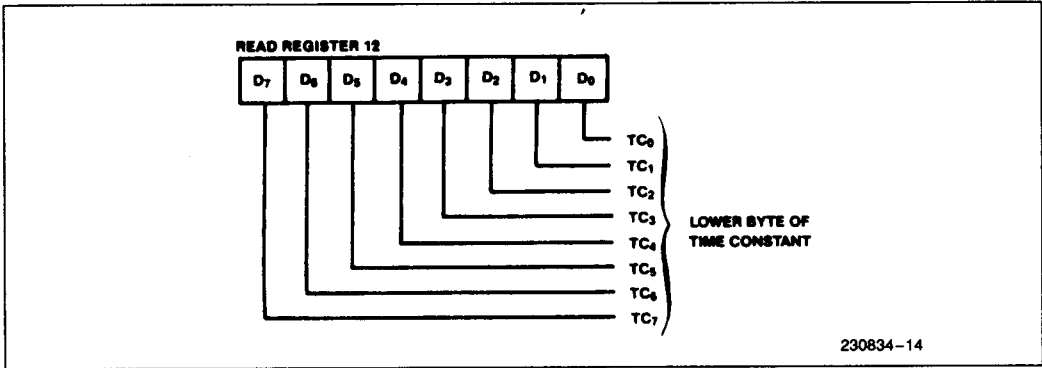 READ REGISTER 12
D7 D6 D5 D4 D3 D2 D1 D0
TC0
TC1
TC2
TC3
TC4
TC5
TC6
TC7
LOWER BYTE OF
TIME CONSTANT
230834-14